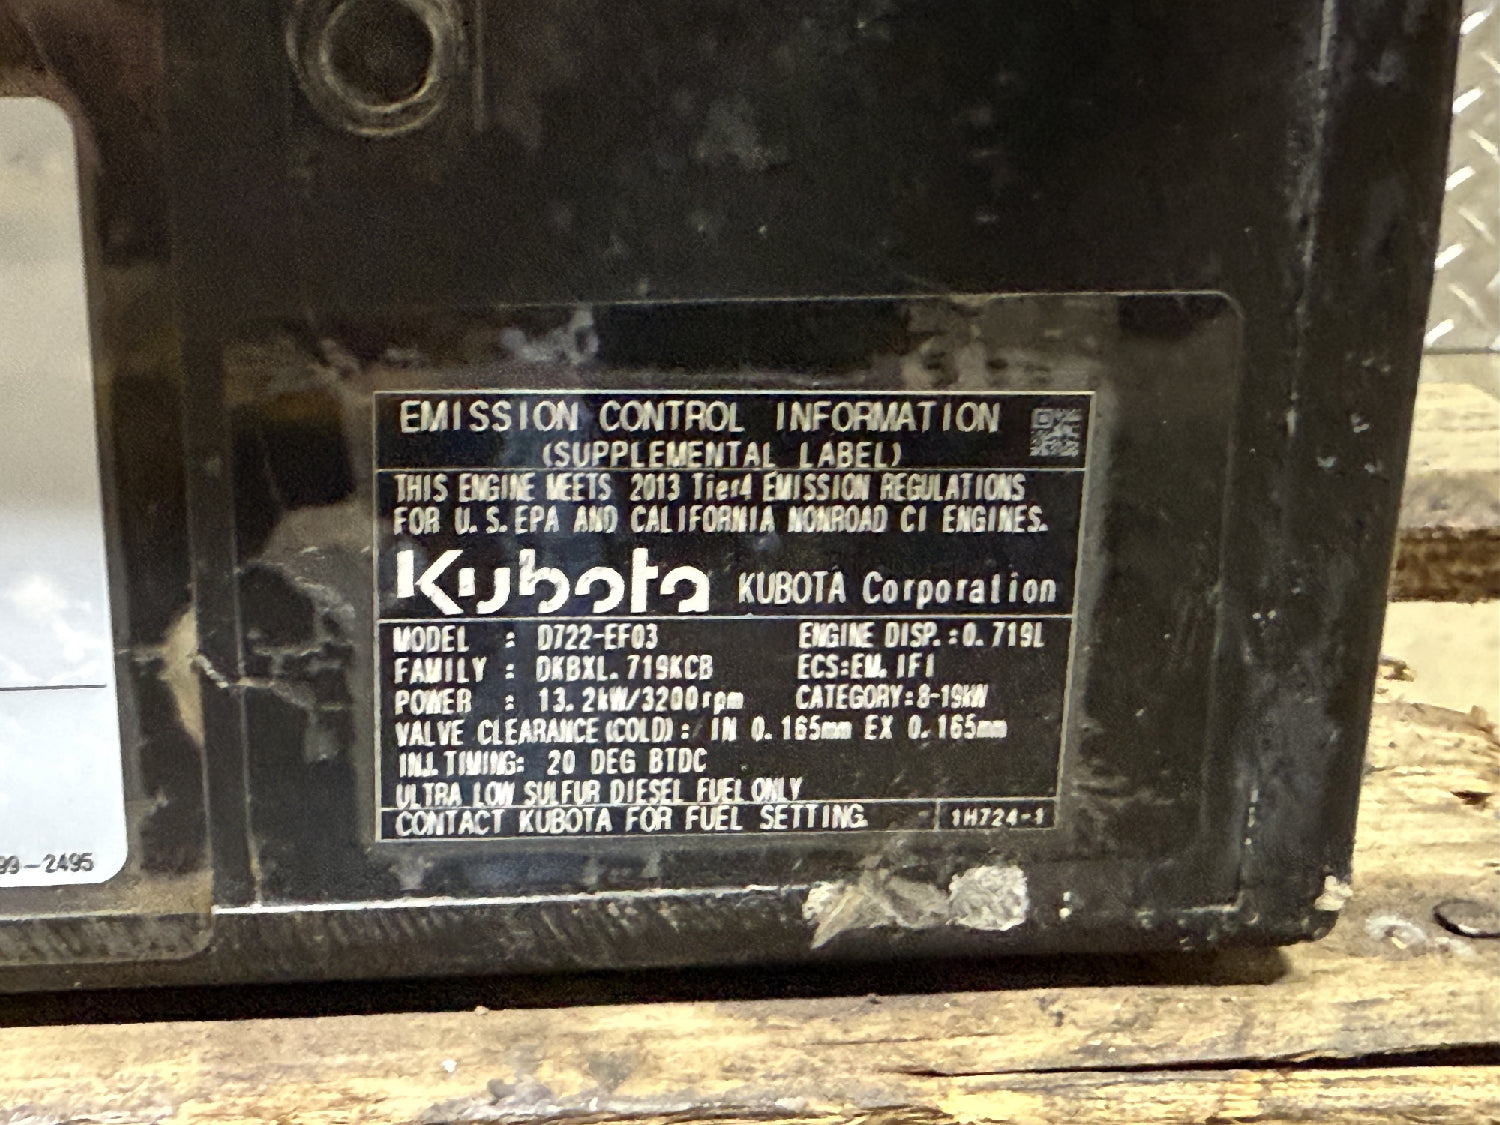 EMISSION CONTROL INFORMATION
(SUPPLEMENTAL LABEL)
THIS ENGINE MEETS 2013 Tier4 EMISSION REGULATIONS
FOR U.S.EPA AND CALIFORNIA NONROAD CI ENGINES.
Kubota KUBOTA Corporation
MODEL : D722-EF03 ENGINE DISP.:0.719L
FAMILY : DKBXL.719KCB ECS:EM.IFI
POWER : 13.2kW/3200rpm CATEGORY:8-19kW
VALVE CLEARANCE(COLD): IN 0.165mm EX 0.165mm
INJ.TIMING: 20 DEG BTDC
ULTRA LOW SULFUR DIESEL FUEL ONLY
CONTACT KUBOTA FOR FUEL SETTING. 1H724-1
99-2495